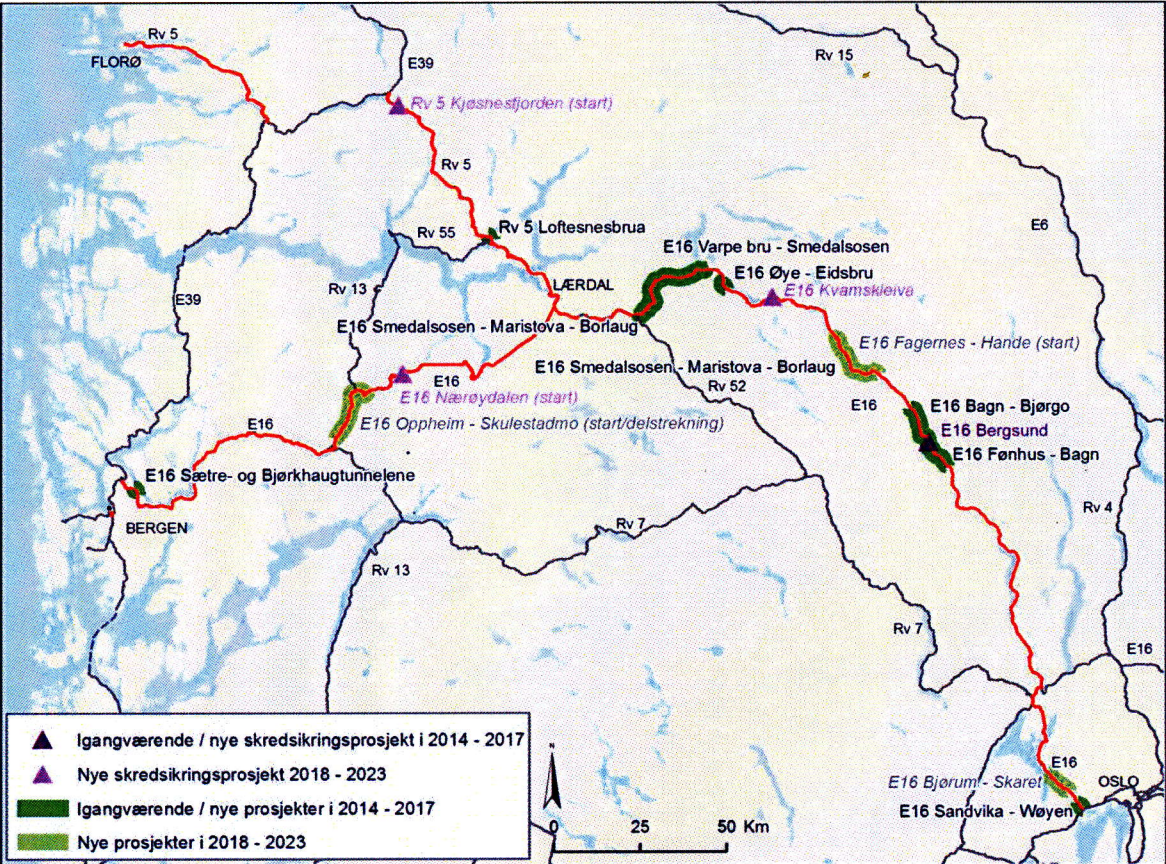 Rv 5
FLORØ
E39
Rv 15
Rv 5 Kjøsnesfjorden (start)
Rv 5
Rv 55
Rv 5 Loftesnesbrua
E6
E16 Varpe bru - Smedalsosen
E16 Øye - Eidsbru
E16 Kvamskleiva
E39
Rv 13
LÆRDAL
E16 Smedalsosen - Maristova - Borlaug
E16 Fagernes - Hande (start)
E16 Smedalsosen - Maristova - Borlaug
E16
Rv 52
E16 Nærøydalen (start)
E16
E16 Bagn - Bjørgo
E16 Oppheim - Skulestadmo (start/delstrekning)
E16 Bergsund
E16
E16 Fønhus - Bagn
E16 Sætre- og Bjørkhaugtunnelene
Rv 4
BERGEN
Rv 7
Rv 13
Rv 7
E16
Igangværende / nye skredsikringsprosjekt i 2014 - 2017
Nye skredsikringsprosjekt 2018 - 2023
Igangværende / nye prosjekter i 2014 - 2017
Nye prosjekter i 2018 - 2023
N
0 25 50 Km
E16
E16 Bjørum - Skaret
OSLO
E16 Sandvika - Wøyen